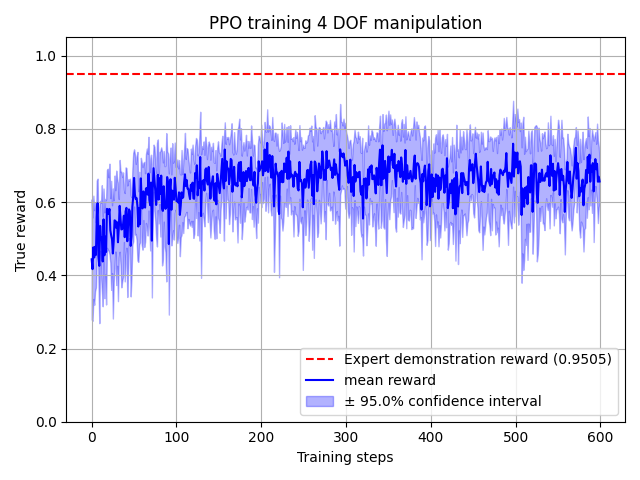 PPO training 4 DOF manipulation
True reward
1.0
0.8
0.6
0.4
0.2
0.0
Expert demonstration reward (0.9505)
mean reward
± 95.0% confidence interval
0 100 200 300 400 500 600
Training steps